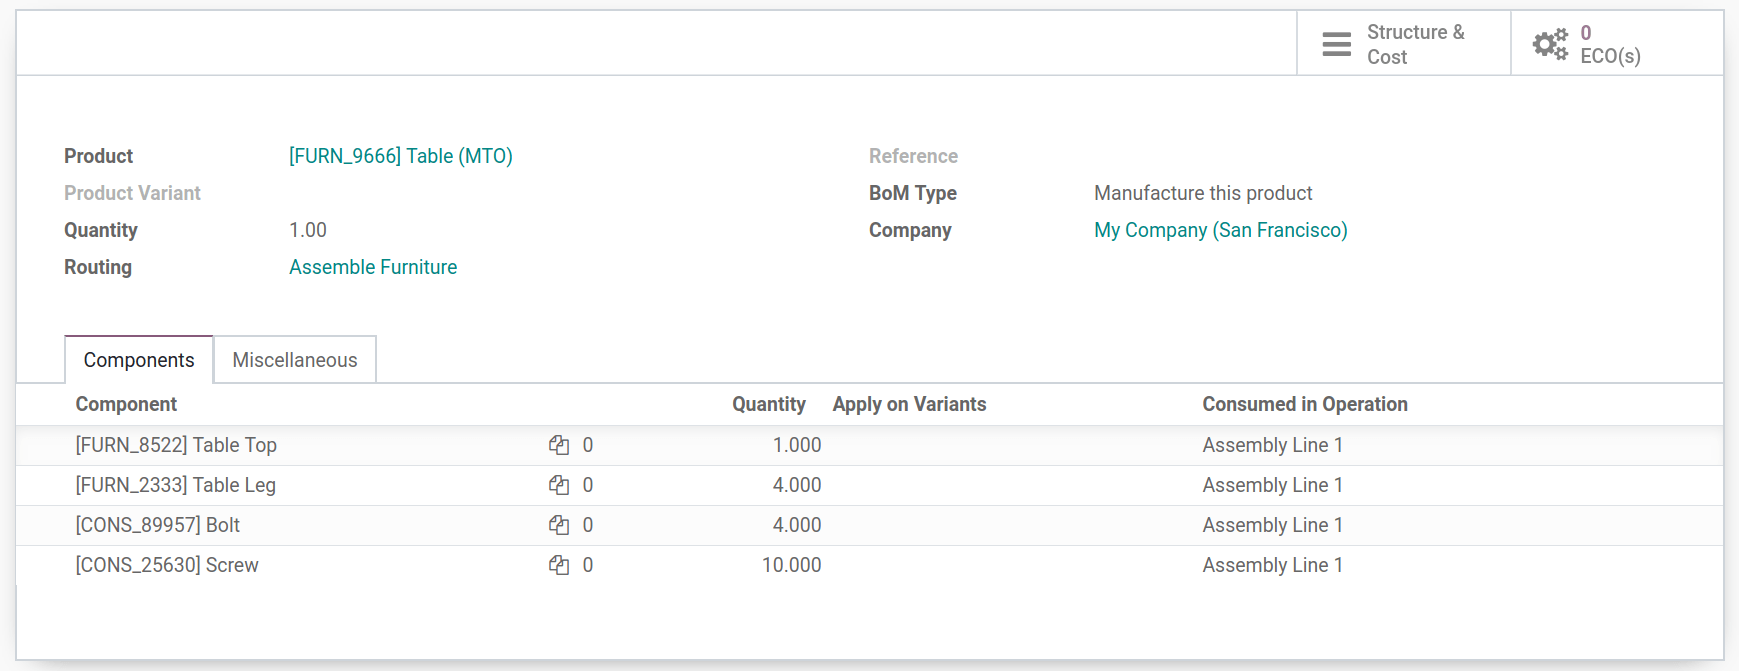 Structure &
Cost
0
ECO(s)
Product [FURN_9666] Table (MTO)
Reference
Product Variant
BoM Type Manufacture this product
Quantity 1.00
Company My Company (San Francisco)
Routing Assemble Furniture
Components Miscellaneous
Component Quantity Apply on Variants Consumed in Operation
[FURN_8522] Table Top 0 1.000 Assembly Line 1
[FURN_2333] Table Leg 0 4.000 Assembly Line 1
[CONS_89957] Bolt 0 4.000 Assembly Line 1
[CONS_25630] Screw 0 10.000 Assembly Line 1